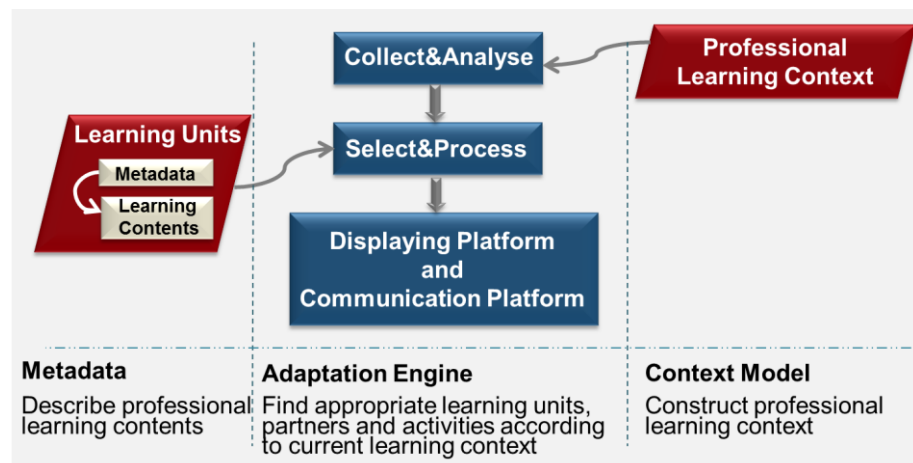 Collect&Analyse
Professional
Learning Context
Learning Units
Metadata
Learning
Contents
Select&Process
Displaying Platform
and
Communication Platform
Metadata
Describe professional
learning contents
Adaptation Engine
Find appropriate learning units,
partners and activities according
to current learning context
Context Model
Construct professional
learning context